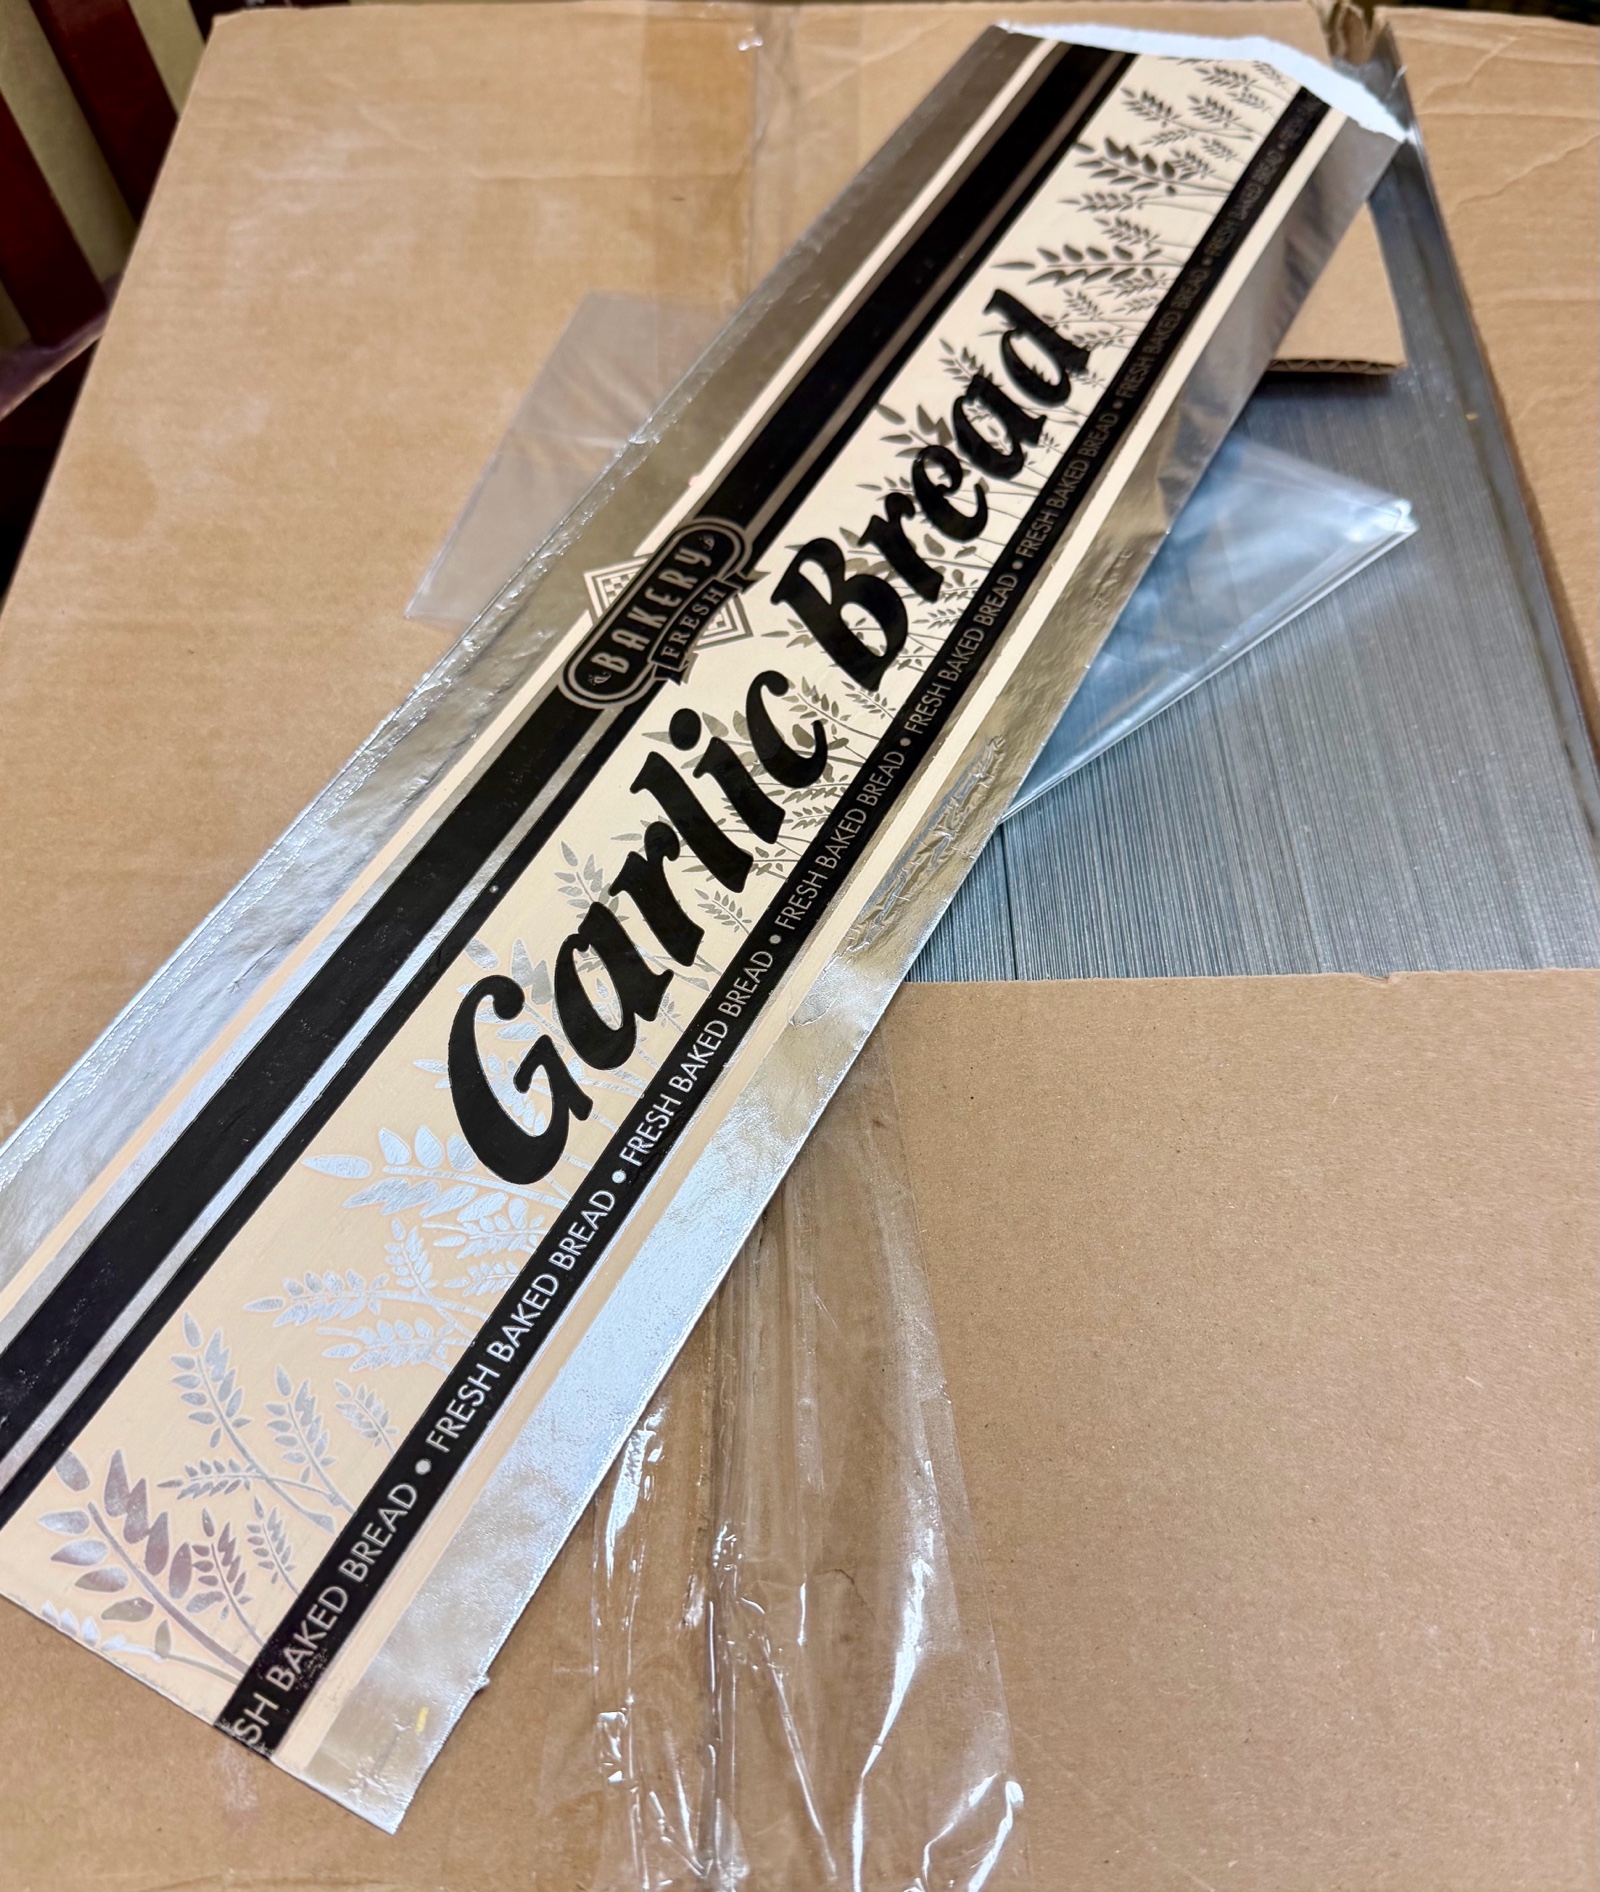 BAKERY
FRESH
Garlic Bread
SH BAKED BREAD • FRESH BAKED BREAD • FRESH BAKED BREAD • FRESH BAKED BREAD • FRESH BAKED BREAD • FRESH BAKED BREAD • FRESH BAKED BREAD • FRESH BAKED BREAD •